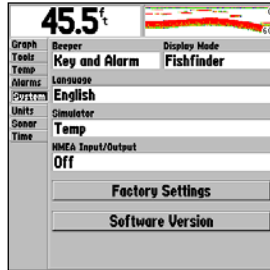 45.5ft
Graph
Tools
Temp
Alarms
System
Units
Sonar
Time
Beeper
Key and Alarm
Display Mode
Fishfinder
Language
English
Simulator
Temp
NMEA Input/Output
Off
Factory Settings
Software Version